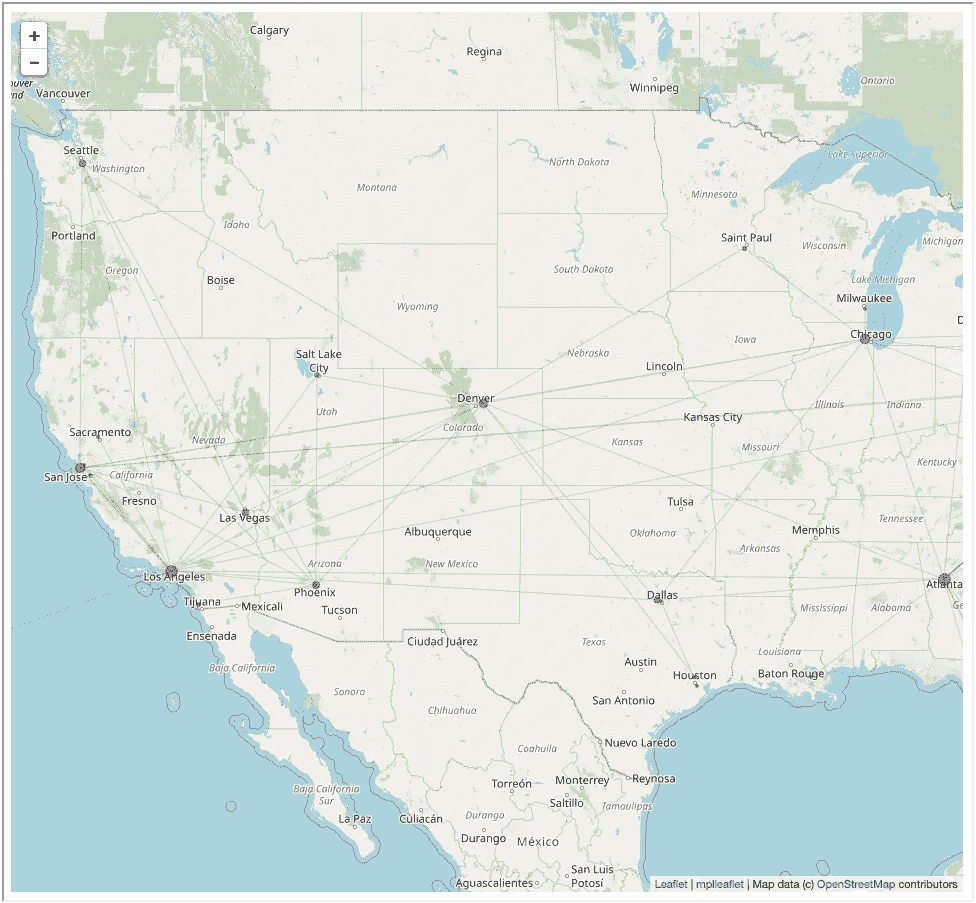 +
−
Calgary
Regina
Winnipeg
Ontario
Vancouver
Lake Superior
Seattle
Washington
North Dakota
Montana
Minnesota
Idaho
Portland
Saint Paul
Wisconsin
Michigan
Oregon
South Dakota
Boise
Lake Michigan
Wyoming
Milwaukee
Chicago
Iowa
Salt Lake
City
Nebraska
Lincoln
Denver
Illinois
Indiana
Utah
Kansas City
Colorado
Sacramento
Nevada
Kansas
Missouri
Kentucky
San Jose
California
Fresno
Tulsa
Las Vegas
Tennessee
Albuquerque
Oklahoma
Memphis
Arkansas
Arizona
New Mexico
Los Angeles
Atlanta
Phoenix
Dallas
Tijuana
Mexicali
Tucson
Mississippi
Alabama
Ge
Ensenada
Ciudad Juárez
Texas
Louisiana
Baja California
Austin
Houston
Baton Rouge
Sonora
San Antonio
Chihuahua
Nuevo Laredo
Coahuila
Torreón
Monterrey
Reynosa
Baja California
Sur
Saltillo
Tamaulipas
La Paz
Culiacán
Durango
Durango
México
San Luis
Potosí
Aguascalientes
Leaflet | mplleaflet | Map data (c) OpenStreetMap contributors